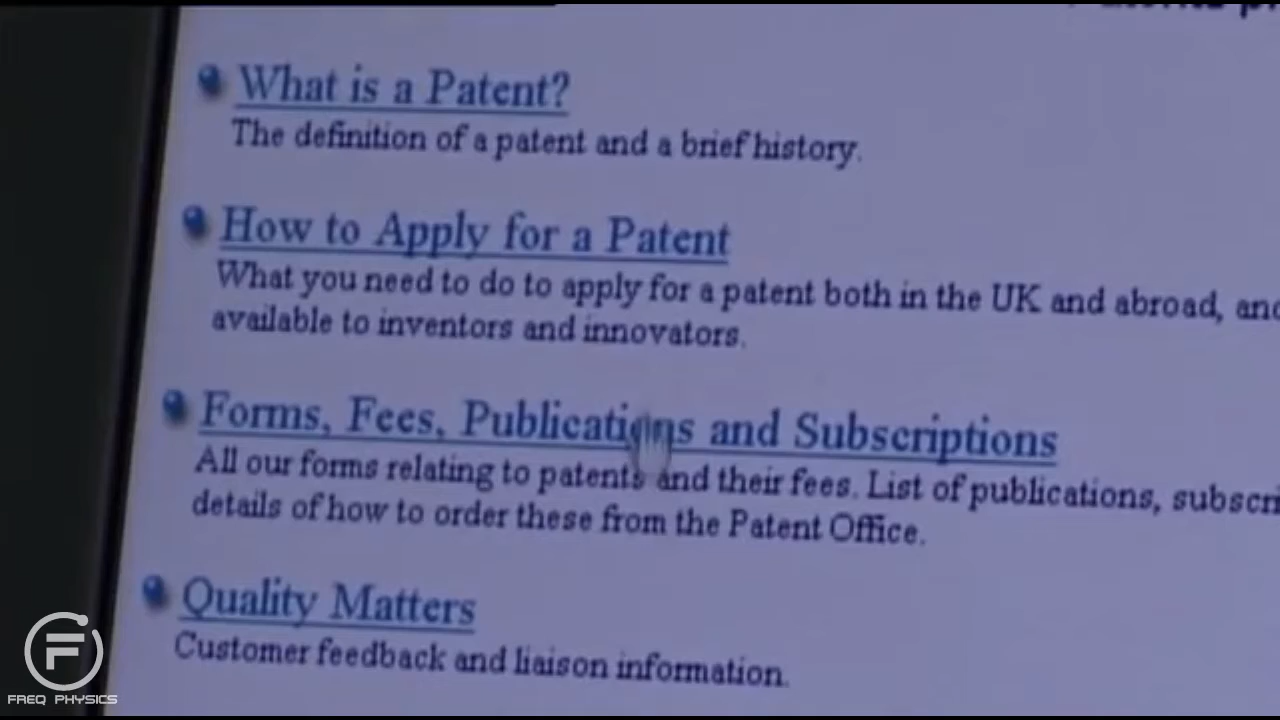 What is a Patent?
The definition of a patent and a brief history.
How to Apply for a Patent
What you need to do to apply for a patent both in the UK and abroad, and
available to inventors and innovators.
Forms, Fees, Publications and Subscriptions
All our forms relating to patents and their fees. List of publications,
details of how to order these from the Patent Office.
Quality Matters
Customer feedback and liaison information.
FREQ PHYSICS